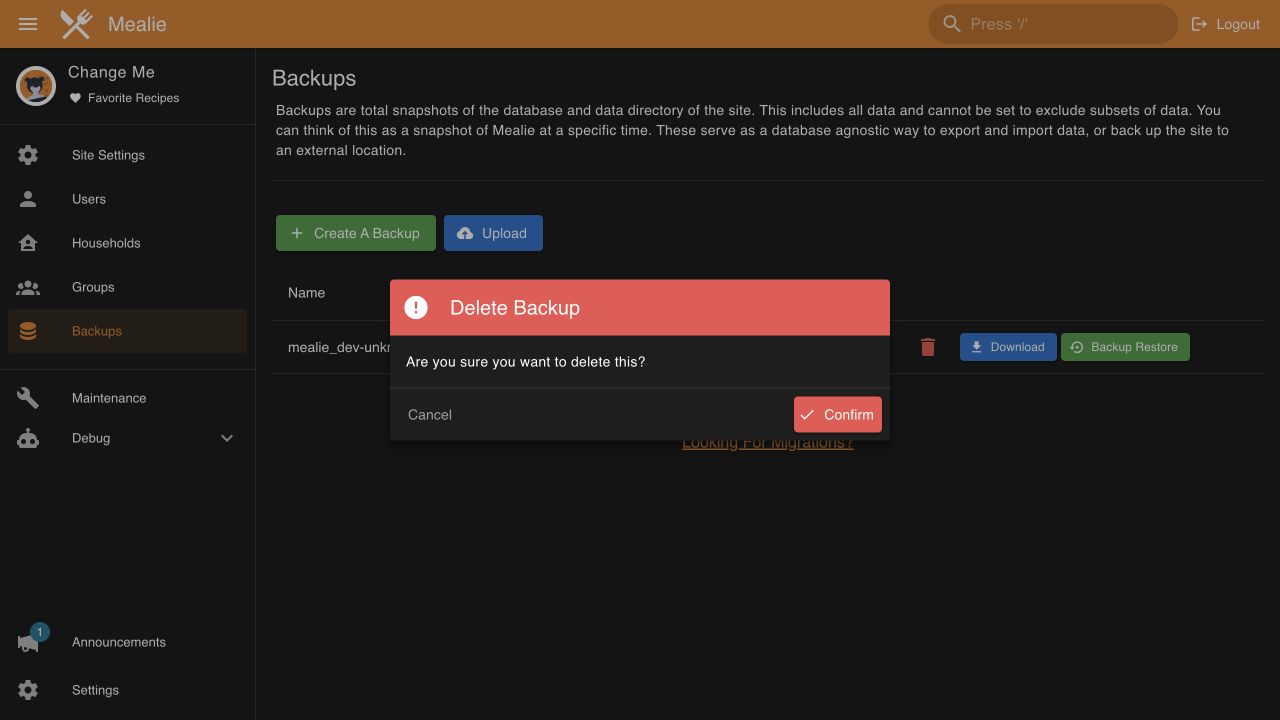 Mealie
Press '/'
Logout
Change Me
Favorite Recipes
Site Settings
Users
Households
Groups
Backups
Maintenance
Debug
1
Announcements
Settings
Backups
Backups are total snapshots of the database and data directory of the site. This includes all data and cannot be set to exclude subsets of data. You
can think of this as a snapshot of Mealie at a specific time. These serve as a database agnostic way to export and import data, or back up the site to
an external location.
Create A Backup
Upload
Name
Delete Backup
Are you sure you want to delete this?
Cancel
Confirm
Download
Backup Restore
Looking For Migrations?